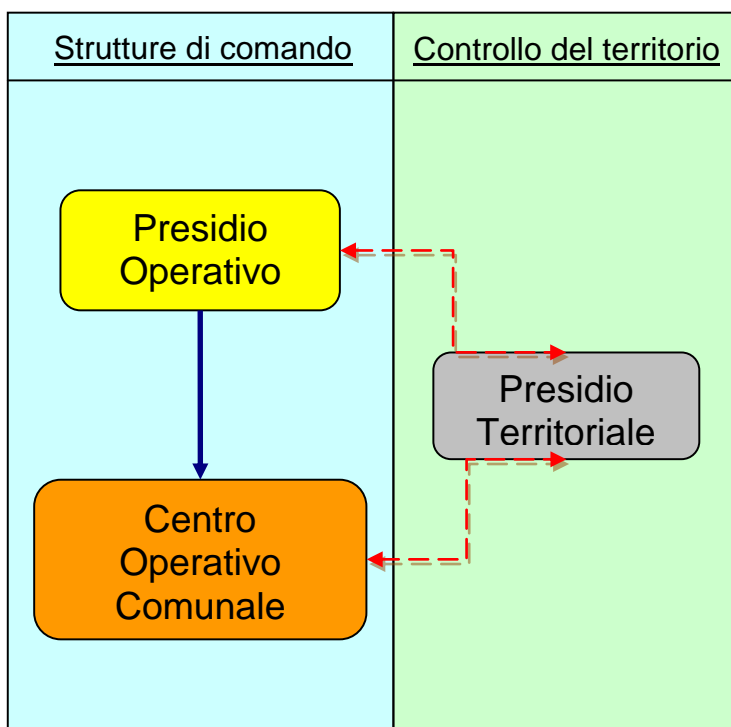 Strutture di comando
Controllo del territorio
Presidio
Operativo
Presidio
Territoriale
Centro
Operativo
Comunale